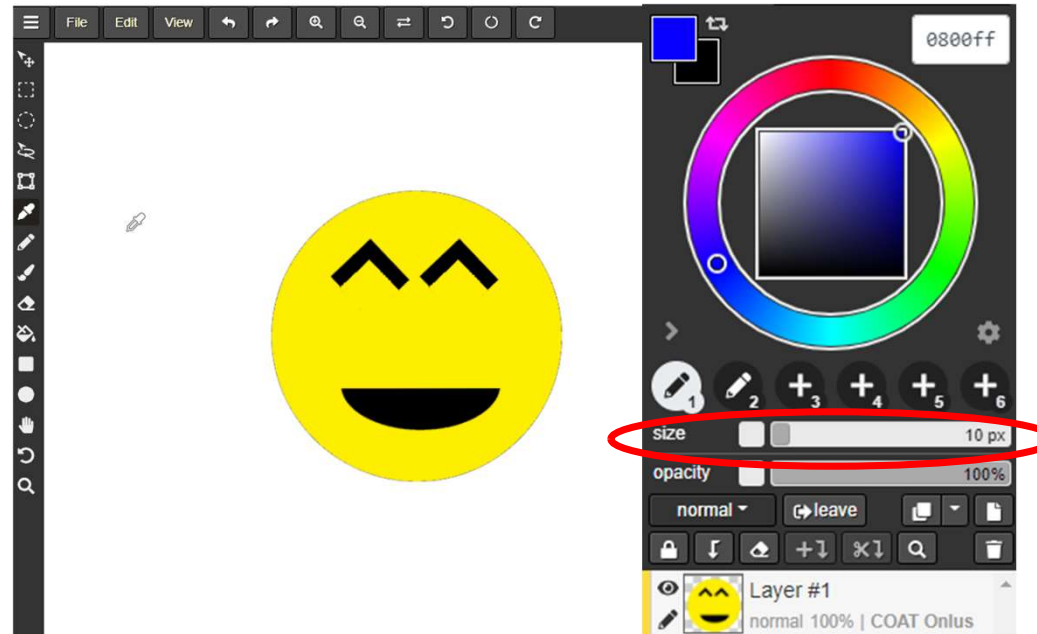 File Edit View
0800ff
1 2 3 4 5 6
size 10 px
opacity 100%
normal leave
Layer #1
normal 100% | COAT Onlus